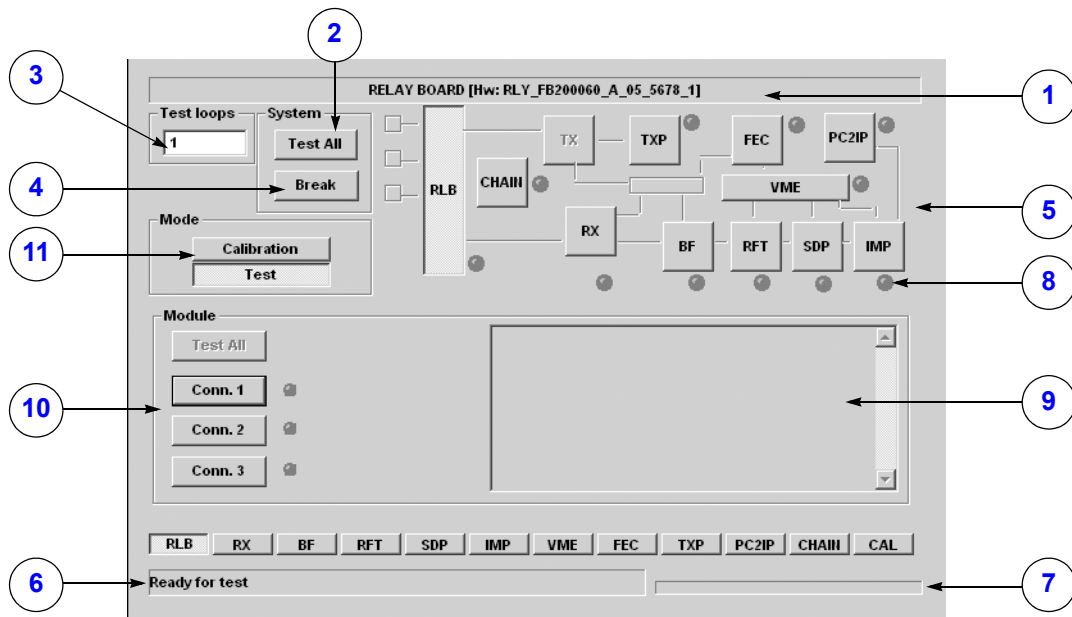 2
3
1
RELAY BOARD [Hw: RLY_FB200060_A_05_5678_1]
Test loops
System
1
Test All
TX
TXP
FEC
PC2IP
4
Break
RLB
CHAIN
VME
5
Mode
11
Calibration
Test
RX
BF
RFT
SDP
IMP
8
Module
Test All
10
Conn. 1
9
Conn. 2
Conn. 3
RLB RX BF RFT SDP IMP VME FEC TXP PC2IP CHAIN CAL
6
Ready for test
7